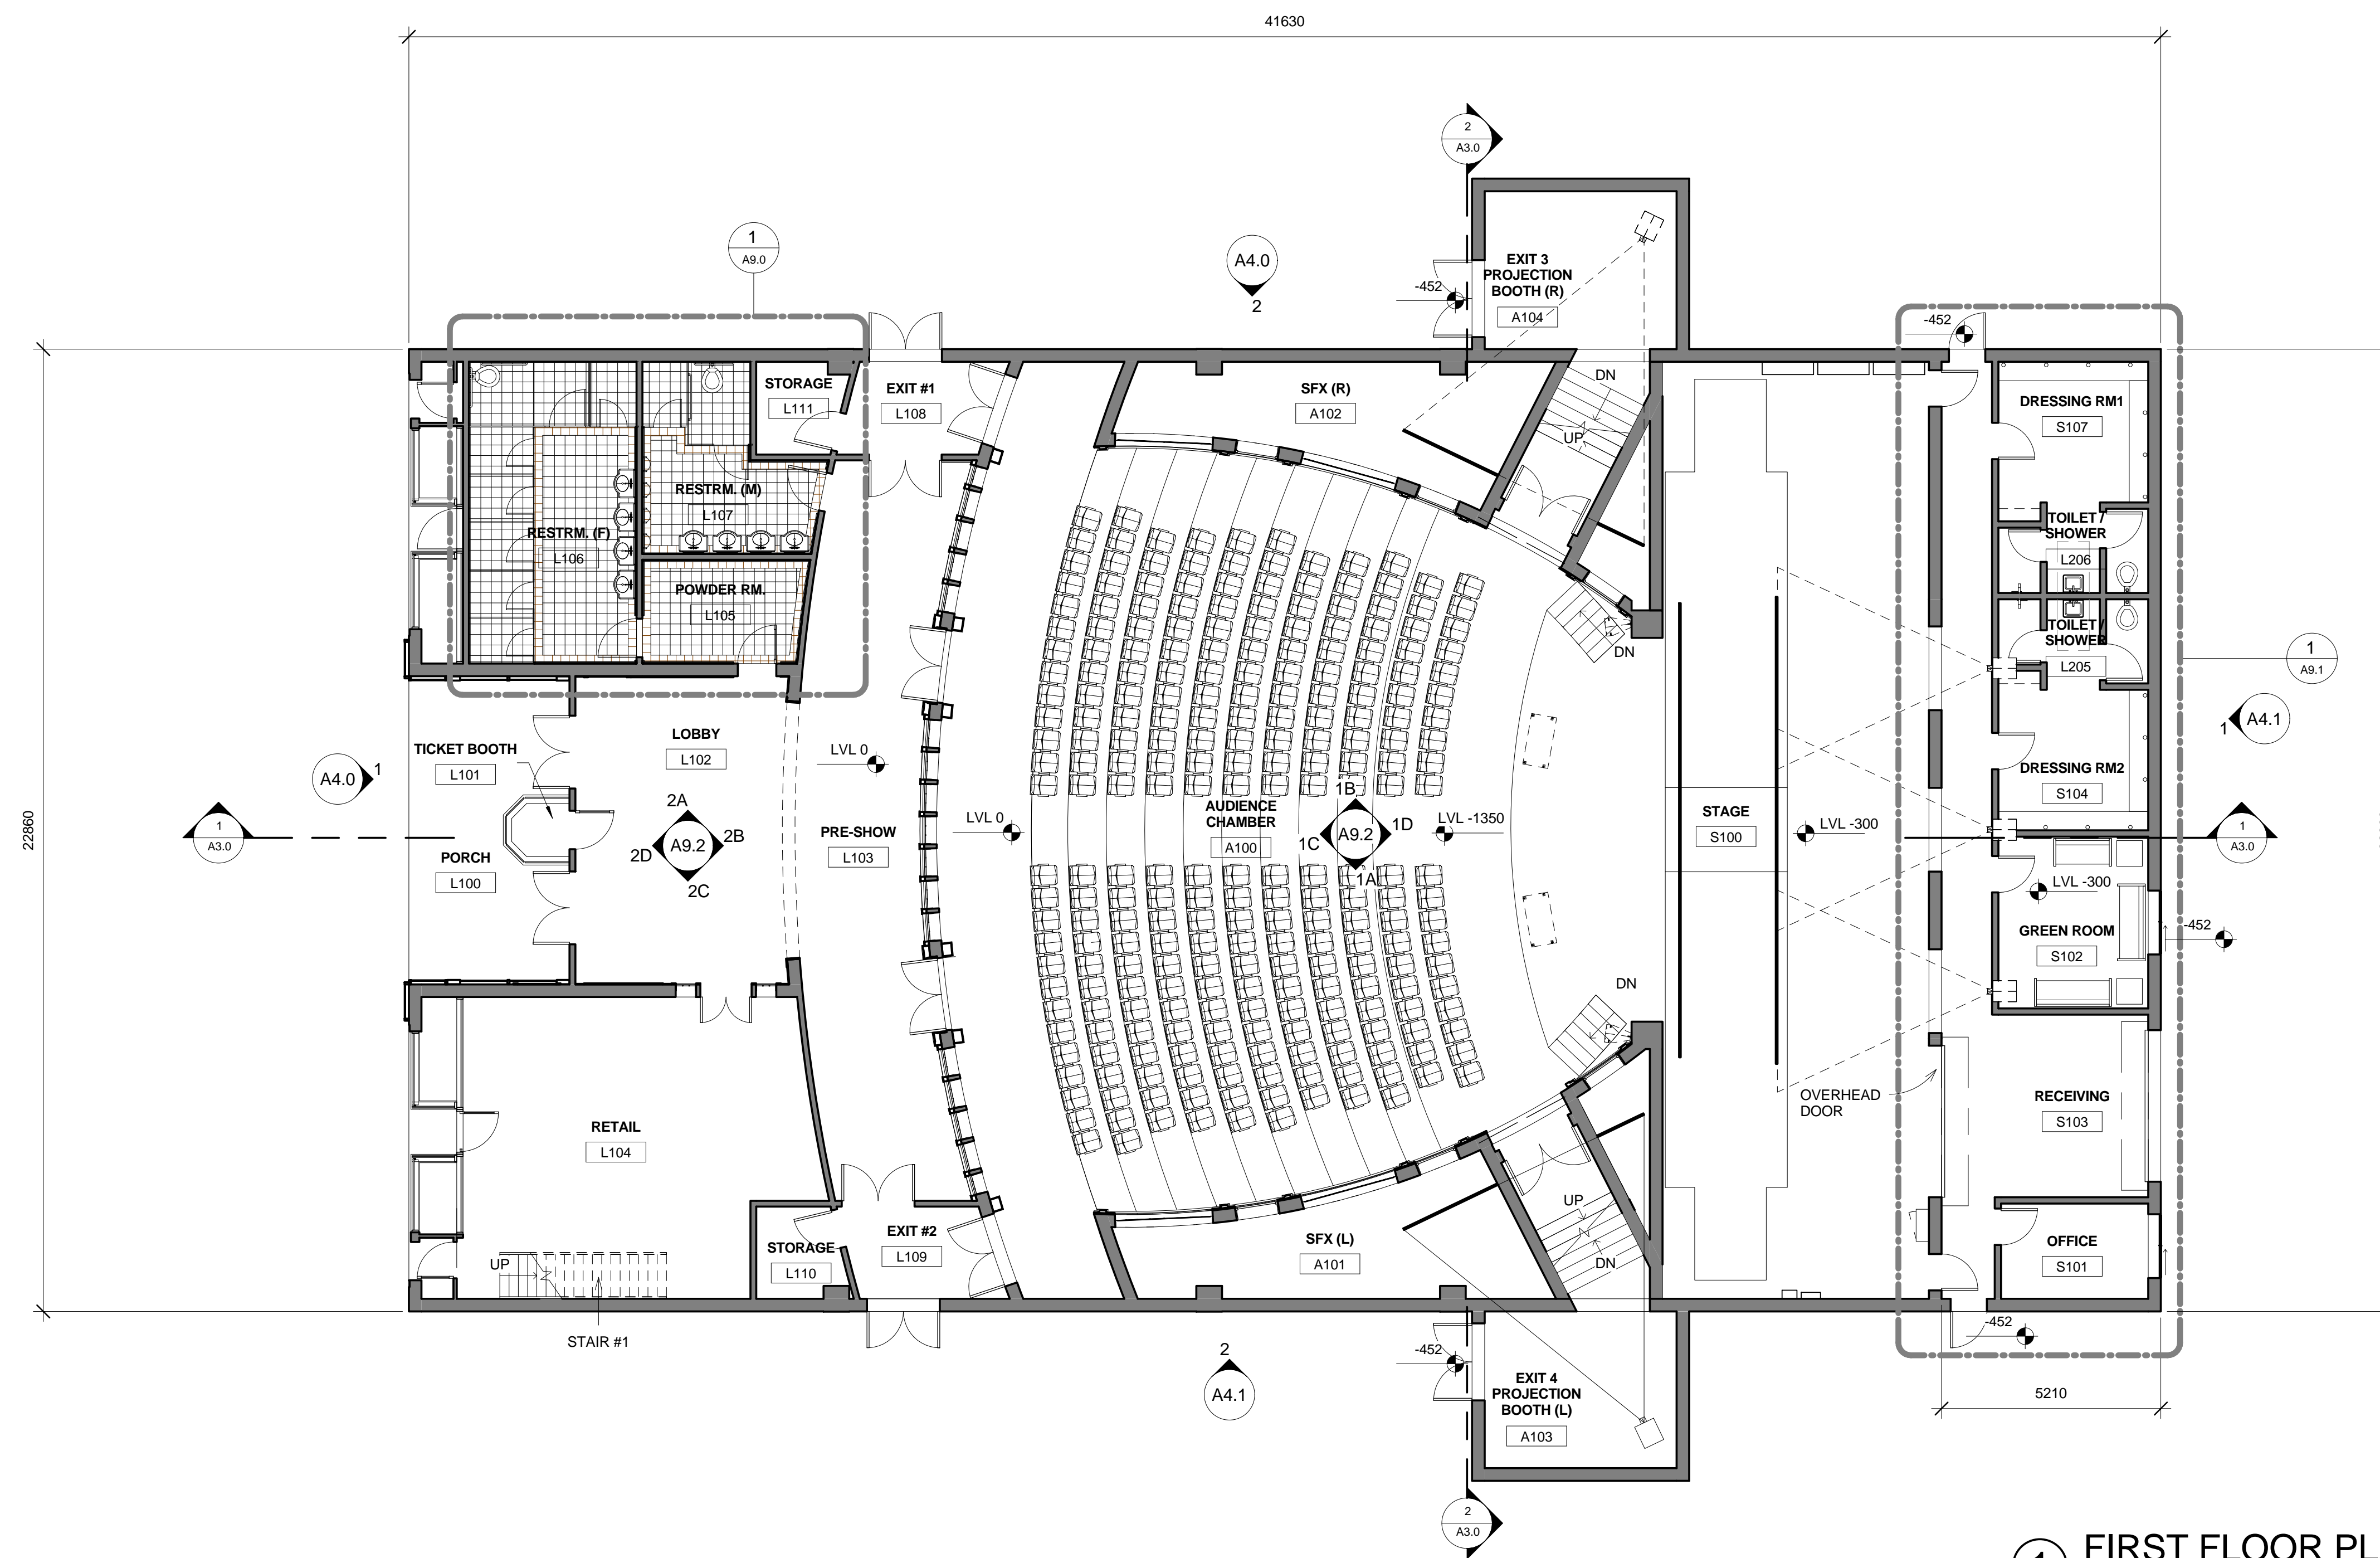 41630
2
A3.0
1
A9.0
A4.0
2
EXIT 3
PROJECTION
BOOTH (R)
A104
-452
-452
STORAGE
L111
EXIT #1
L108
SFX (R)
A102
DN
UP
DRESSING RM1
S107
RESTRM. (M)
L107
RESTRM. (F)
L106
POWDER RM.
L105
TOILET /
SHOWER
L206
TOILET /
SHOWER
L205
DN
1
A9.1
A4.1
1
TICKET BOOTH
L101
LOBBY
L102
LVL 0
A4.0
1
DRESSING RM2
S104
22860
1
A3.0
PORCH
L100
2A
2B
2C
2D
A9.2
PRE-SHOW
L103
LVL 0
AUDIENCE
CHAMBER
A100
1B
1D
1C
1A
A9.2
LVL -1350
STAGE
S100
LVL -300
1
A3.0
LVL -300
GREEN ROOM
S102
-452
DN
OVERHEAD
DOOR
RECEIVING
S103
RETAIL
L104
UP
STAIR #1
STORAGE
L110
EXIT #2
L109
SFX (L)
A101
UP
DN
OFFICE
S101
-452
-452
2
A4.1
EXIT 4
PROJECTION
BOOTH (L)
A103
5210
2
A3.0
1
FIRST FLOOR PL